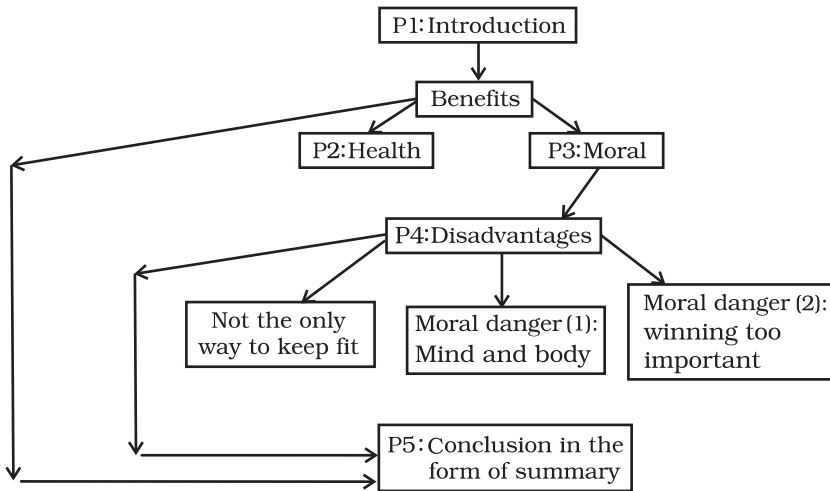 P1:Introduction
Benefits
P2:Health
P3:Moral
P4:Disadvantages
Not the only
way to keep fit
Moral danger (1):
Mind and body
Moral danger (2):
winning too
important
P5:Conclusion in the
form of summary